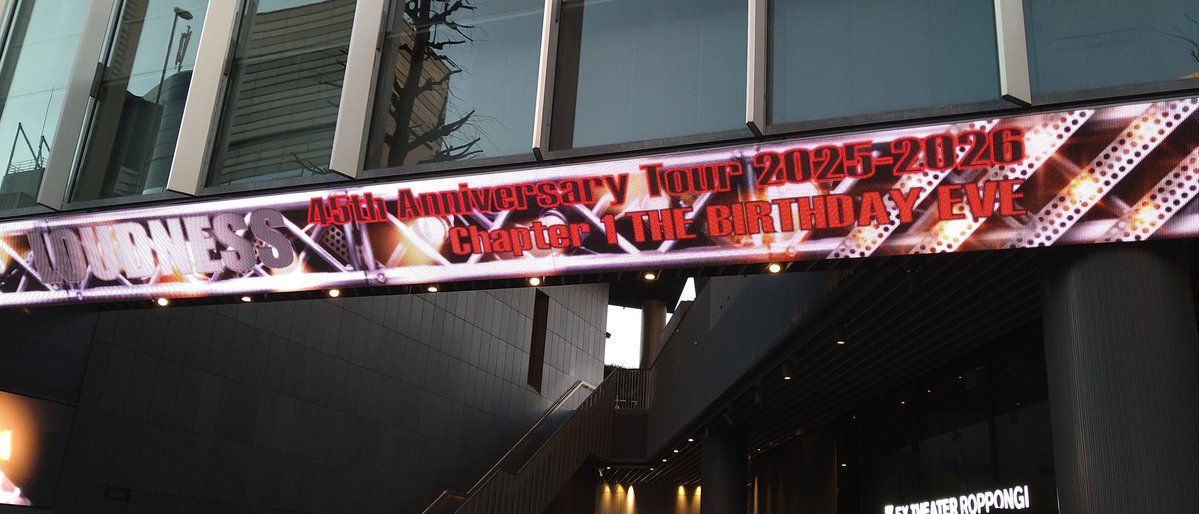 LOUDNESS
45th Anniversary Tour 2025-2026
Chapter 1 THE BIRTHDAY EVE
EX THEATER ROPPONGI